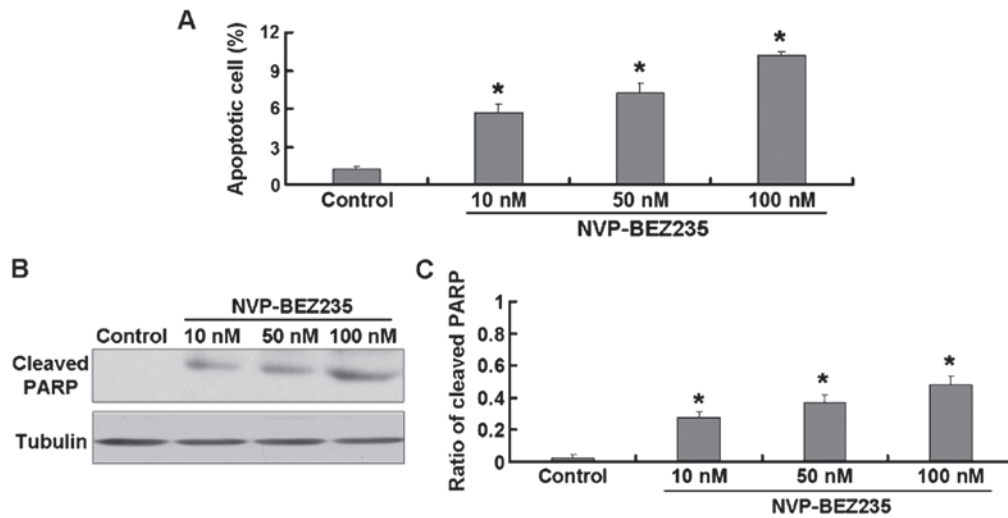 A
Apoptotic cell (%)
12
9
6
3
0
*
*
*
Control
10 nM
50 nM
100 nM
NVP-BEZ235
B
NVP-BEZ235
Control
10 nM
50 nM
100 nM
Cleaved
PARP
Tubulin
C
Ratio of cleaved PARP
1
0.8
0.6
0.4
0.2
0
*
*
*
Control
10 nM
50 nM
100 nM
NVP-BEZ235